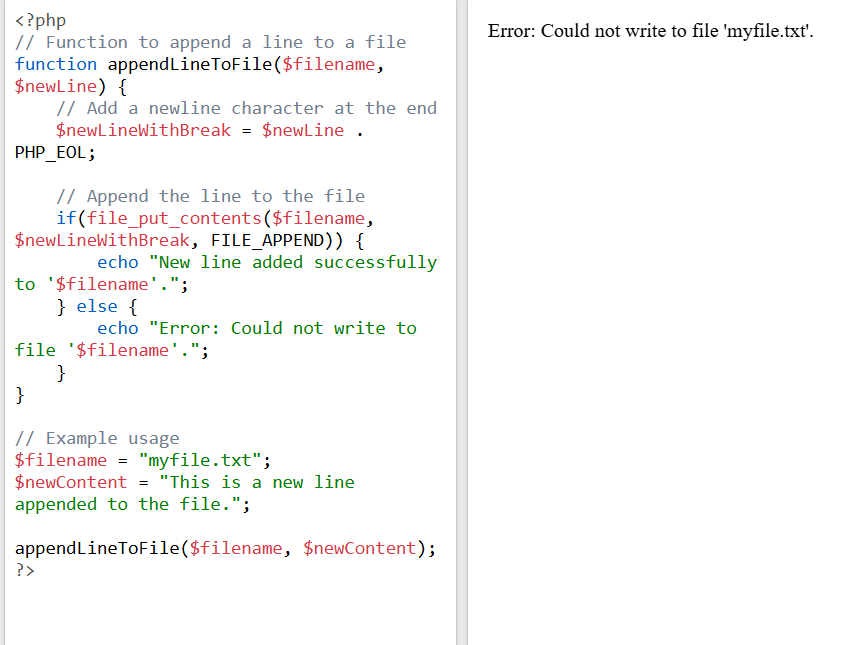 <?php
// Function to append a line to a file
function appendLineToFile($filename,
$newLine) {
    // Add a newline character at the end
    $newLineWithBreak = $newLine .
PHP_EOL;

    // Append the line to the file
    if(file_put_contents($filename,
$newLineWithBreak, FILE_APPEND)) {
        echo "New line added successfully
to '$filename'.";
    } else {
        echo "Error: Could not write to
file '$filename'.";
    }
}

// Example usage
$filename = "myfile.txt";
$newContent = "This is a new line
appended to the file.";

appendLineToFile($filename, $newContent);
?>
Error: Could not write to file 'myfile.txt'.